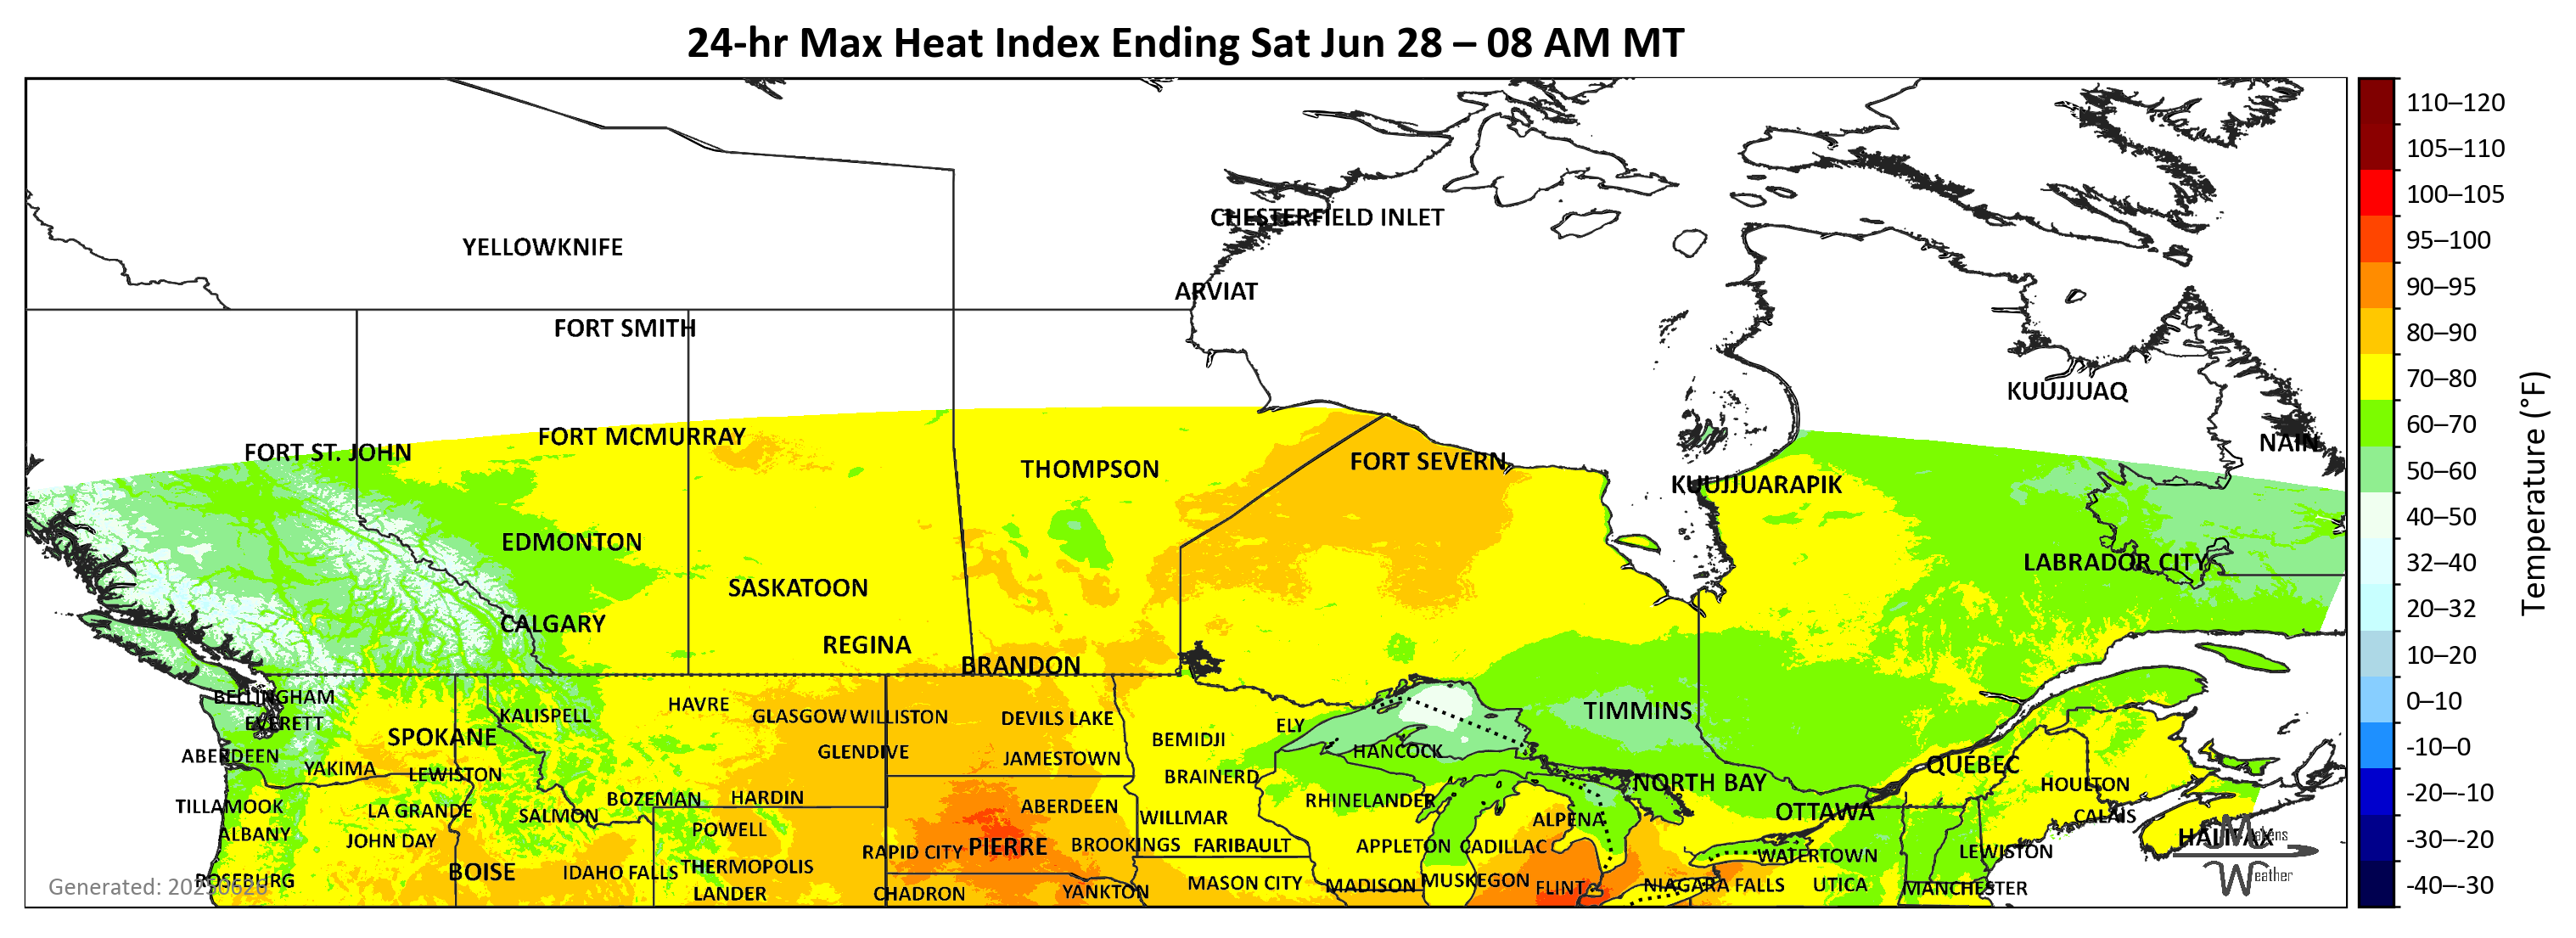 24-hr Max Heat Index Ending Sat Jun 28 – 08 AM MT
110–120
105–110
100–105
95–100
90–95
80–90
70–80
60–70
50–60
40–50
32–40
20–32
10–20
0–10
-10–0
-20–-10
-30–-20
-40–-30
Temperature (°F)
CHESTERFIELD INLET
YELLOWKNIFE
ARVIAT
FORT SMITH
KUUJJUAQ
FORT MCMURRAY
NAIN
FORT ST. JOHN
FORT SEVERN
THOMPSON
KUUJJUARAPIK
EDMONTON
LABRADOR CITY
SASKATOON
CALGARY
REGINA
BRANDON
BELLINGHAM
HAVRE
TIMMINS
KALISPELL
GLASGOW WILLISTON
DEVILS LAKE
EVERETT
ELY
SPOKANE
BEMIDJI
HANCOCK
GLENDIVE
ABERDEEN
JAMESTOWN
QUÉBEC
YAKIMA
LEWISTON
BRAINERD
NORTH BAY
HOULTON
BOZEMAN
HARDIN
RHINELANDER
TILLAMOOK
ABERDEEN
LA GRANDE
OTTAWA
SALMON
CALAIS
WILLMAR
ALPENA
POWELL
ALBANY
HALIFAX
JOHN DAY
BROOKINGS
FARIBAULT
APPLETON
CADILLAC
PIERRE
RAPID CITY
LEWISTON
WATERTOWN
THERMOPOLIS
BOISE
IDAHO FALLS
ROSEBURG
MUSKEGON
MASON CITY
NIAGARA FALLS
UTICA
MADISON
FLINT
MANCHESTER
YANKTON
LANDER
CHADRON
Weather